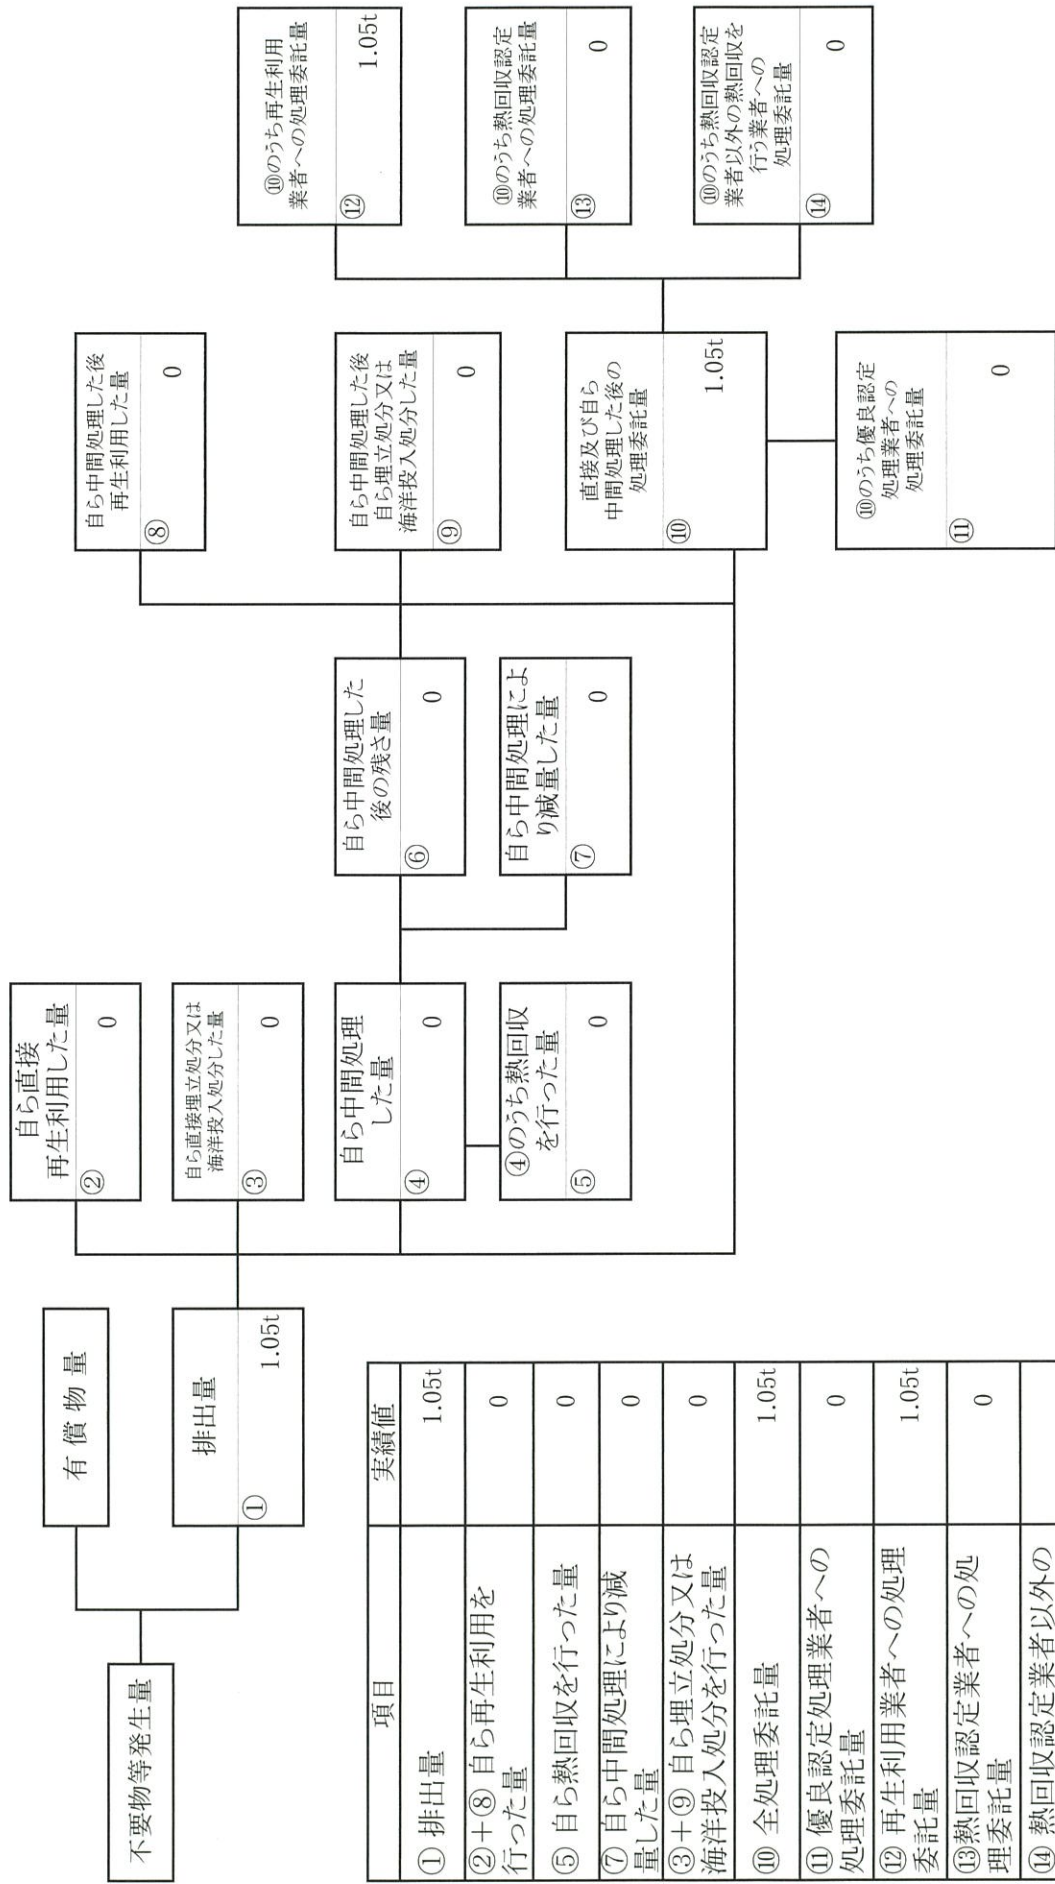 不要物等発生量
有償物量
排出量
①
1.05t
自ら直接
再生利用した量
②
0
自ら直接埋立処分又は
海洋投入処分した量
③
0
自ら中間処理
した量
④
0
④のうち熱回収
を行った量
⑤
0
自ら中間処理した
後の残さ量
⑥
0
自ら中間処理によ
り減量した量
⑦
0
自ら中間処理した後
再生利用した量
⑧
0
自ら中間処理した後
自ら埋立処分又は
海洋投入処分した量
⑨
0
直接及び自ら
中間処理した後の
処理委託量
⑩
1.05t
⑩のうち優良認定
処理業者への
処理委託量
⑪
0
⑩のうち再生利用
業者への処理委託量
⑫
1.05t
⑩のうち熱回収認定
業者への処理委託量
⑬
0
⑩のうち熱回収認定
業者以外の熱回収を
行う業者への
処理委託量
⑭
0
項目 実績値
① 排出量 1.05t
②+⑧ 自ら再生利用を
行った量 0
⑤ 自ら熱回収を行った量 0
⑦ 自ら中間処理により減
量した量 0
③+⑨ 自ら埋立処分又は
海洋投入処分を行った量 0
⑩ 全処理委託量 1.05t
⑪ 優良認定処理業者への
処理委託量 0
⑫ 再生利用業者への処理
委託量 1.05t
⑬熱回収認定業者への処
理委託量 0
⑭ 熱回収認定業者以外の